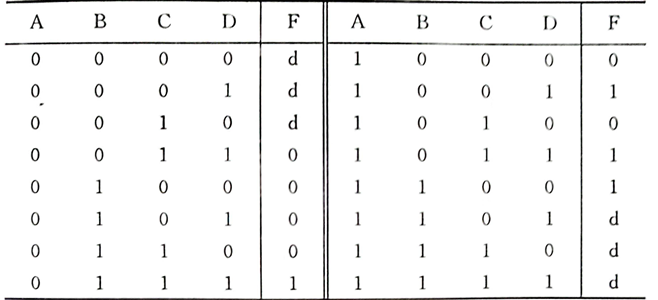 A B C D F A B C D F
0 0 0 0 d 1 0 0 0 0
0 0 0 1 d 1 0 0 1 1
0 0 1 0 d 1 0 1 0 0
0 0 1 1 0 1 0 1 1 1
0 1 0 0 0 1 1 0 0 1
0 1 0 1 0 1 1 0 1 d
0 1 1 0 0 1 1 1 0 d
0 1 1 1 1 1 1 1 1 d